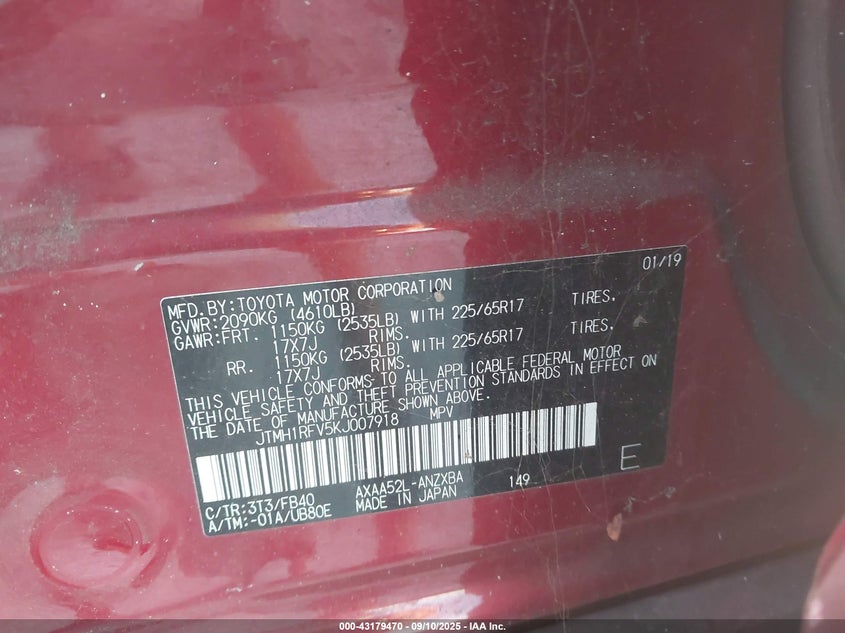 01/19
MFD.BY:TOYOTA MOTOR CORPORATION
GVWR:2090KG (4610LB)
GAWR:FRT. 1150KG (2535LB) WITH 225/65R17 TIRES.
17X7J RIMS.
RR. 1150KG (2535LB) WITH 225/65R17 TIRES.
17X7J RIMS.
THIS VEHICLE CONFORMS TO ALL APPLICABLE FEDERAL MOTOR
VEHICLE SAFETY AND THEFT PREVENTION STANDARDS IN EFFECT ON
THE DATE OF MANUFACTURE SHOWN ABOVE.
JTMH1RFV5KJ007918 MPV
E
C/TR:3T3/FB40 AXAA52L-ANZXBA 149
A/TM:-01A/UB80E MADE IN JAPAN
000-43179470 - 09/10/2025 - IAA Inc.